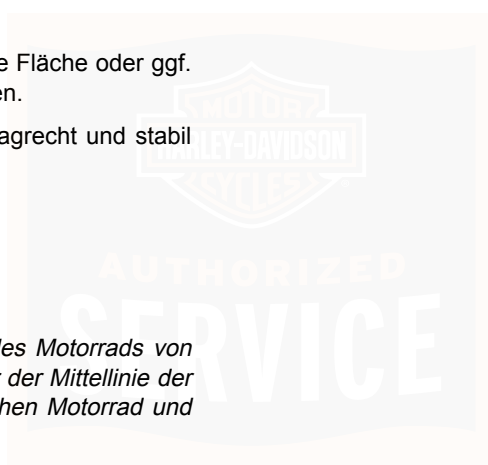 e Fläche oder ggf.
en.
agrecht und stabil
MOTOR
HARLEY-DAVIDSON
CYCLES
AUTHORIZED
SERVICE
des Motorrads von
r der Mittellinie der
chen Motorrad und